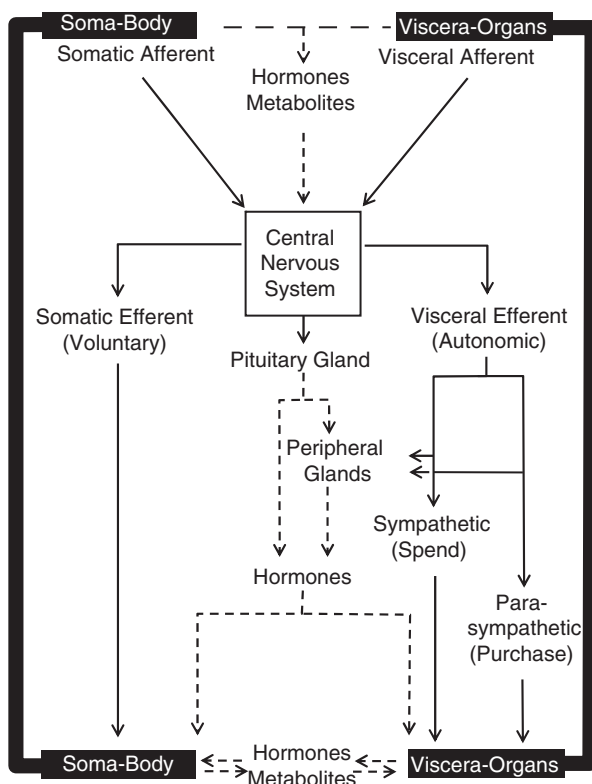 Soma-Body
Viscera-Organs
Somatic Afferent
Visceral Afferent
Hormones
Metabolites
Central
Nervous
System
Somatic Efferent
(Voluntary)
Visceral Efferent
(Autonomic)
Pituitary Gland
Peripheral
Glands
Sympathetic
(Spend)
Hormones
Para-
sympathetic
(Purchase)
Soma-Body
Hormones
Metabolites
Viscera-Organs